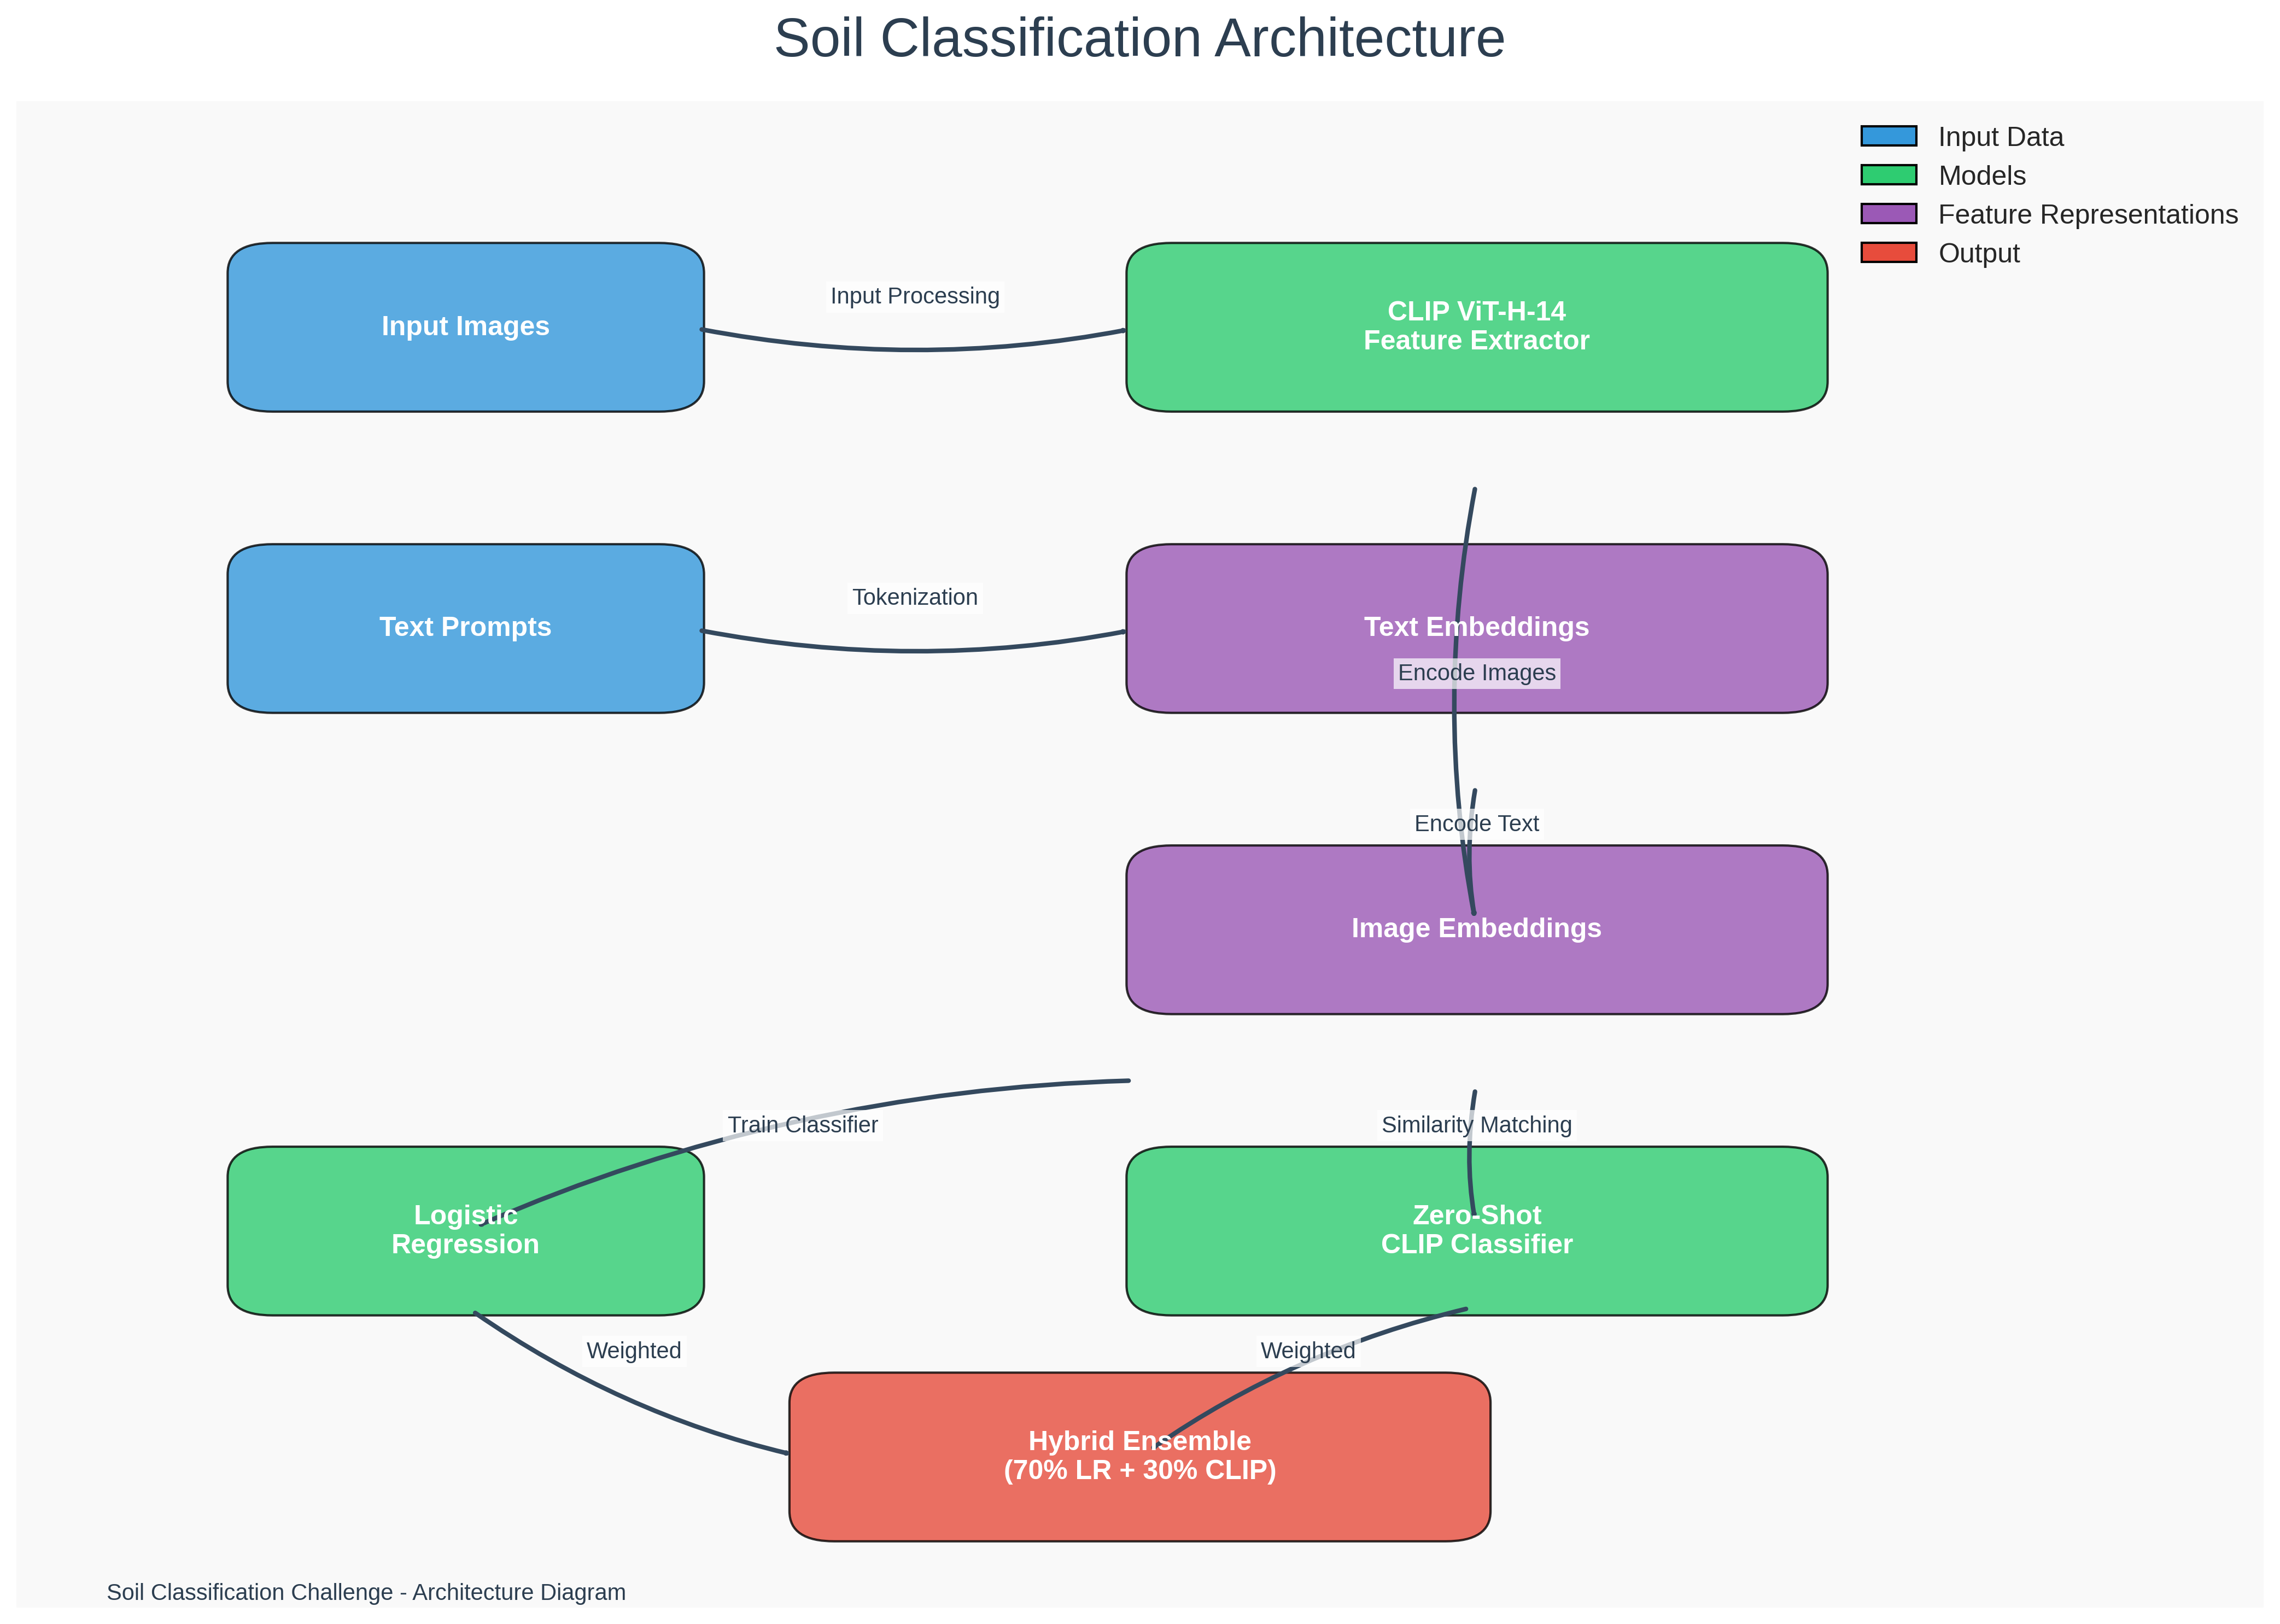 Soil Classification Architecture
Input Data
Models
Feature Representations
Output
Input Images
Input Processing
CLIP ViT-H-14
Feature Extractor
Text Prompts
Tokenization
Text Embeddings
Encode Images
Encode Text
Image Embeddings
Train Classifier
Similarity Matching
Logistic
Regression
Zero-Shot
CLIP Classifier
Weighted
Weighted
Hybrid Ensemble
(70% LR + 30% CLIP)
Soil Classification Challenge - Architecture Diagram